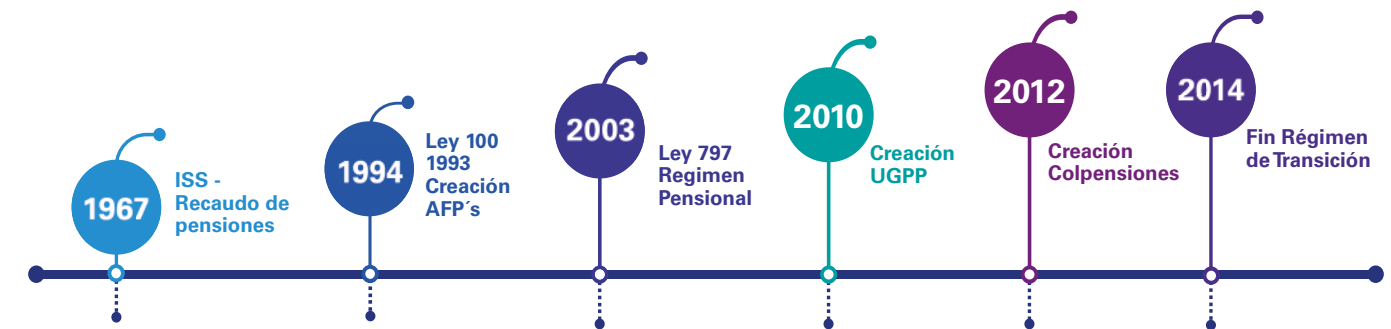 1967
ISS -
Recaudo de
pensiones
1994
Ley 100
1993
Creación
AFP´s
2003
Ley 797
Regimen
Pensional
2010
Creación
UGPP
2012
Creación
Colpensiones
2014
Fin Régimen
de Transición